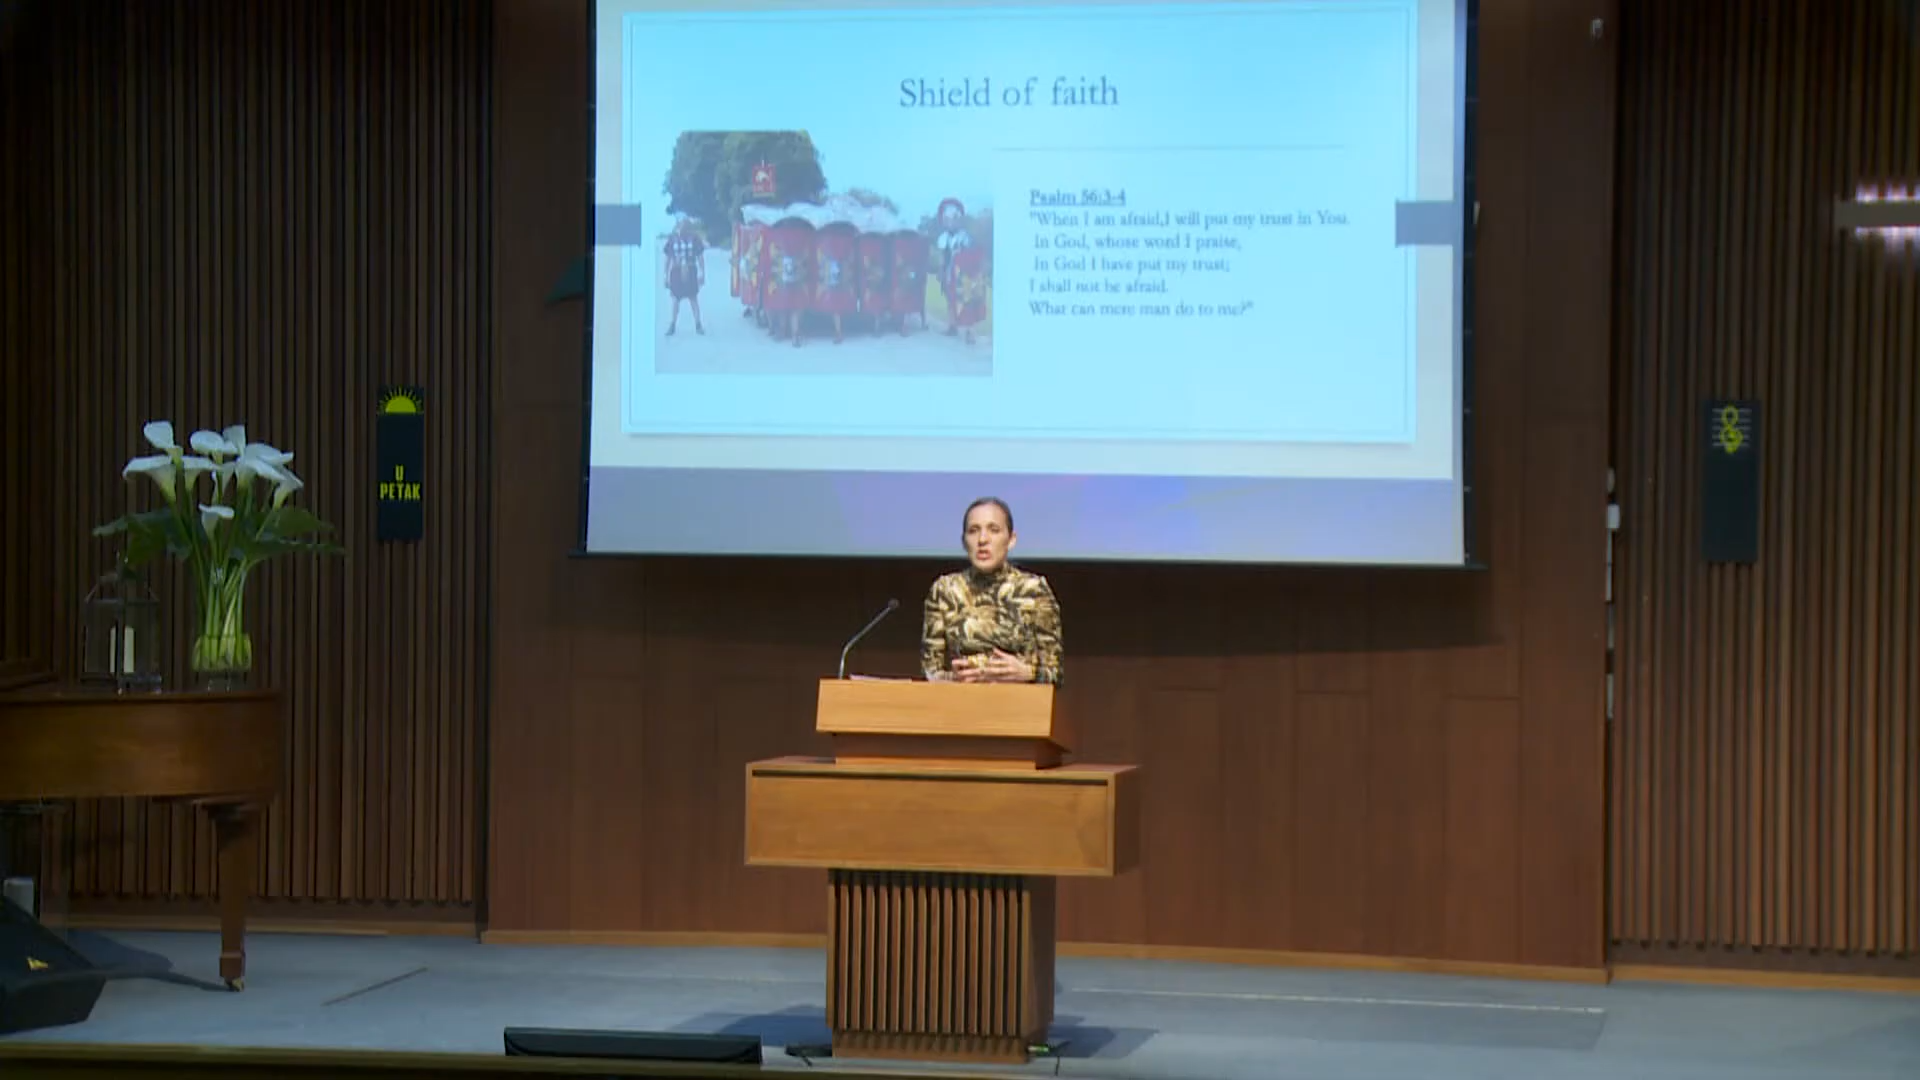 Shield of faith
Psalm 56:3-4
"When I am afraid,I will put my trust in You.
In God, whose word I praise,
In God I have put my trust;
I shall not be afraid.
What can mere man do to me?"
U
PETAK